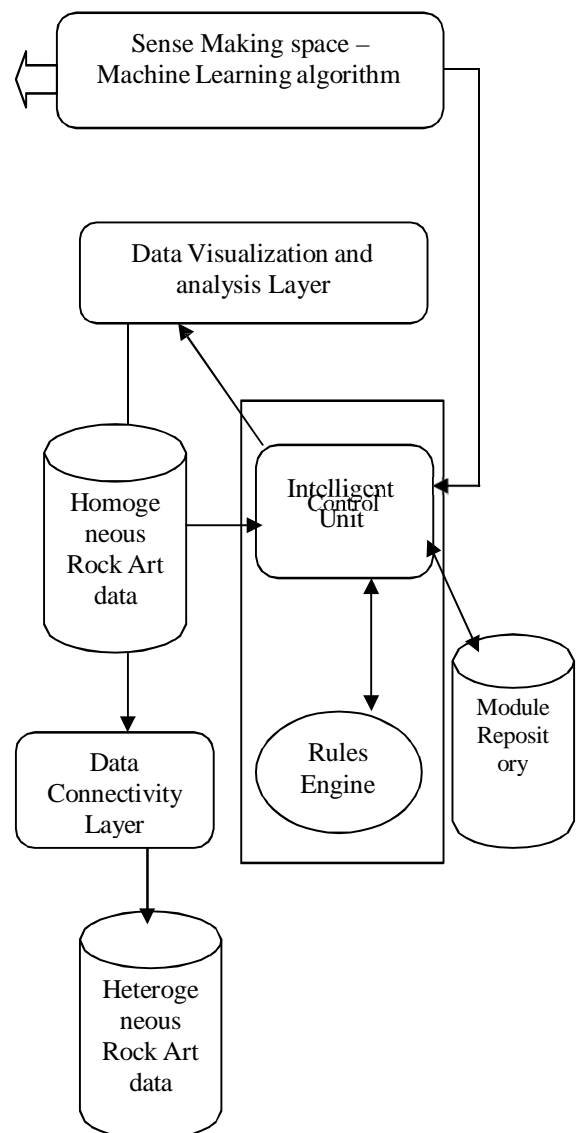 Sense Making space –
Machine Learning algorithm
Data Visualization and
analysis Layer
Homoge
neous
Rock Art
data
Intelligent
Control
Unit
Module
Reposit
ory
Rules
Engine
Data
Connectivity
Layer
Heteroge
neous
Rock Art
data